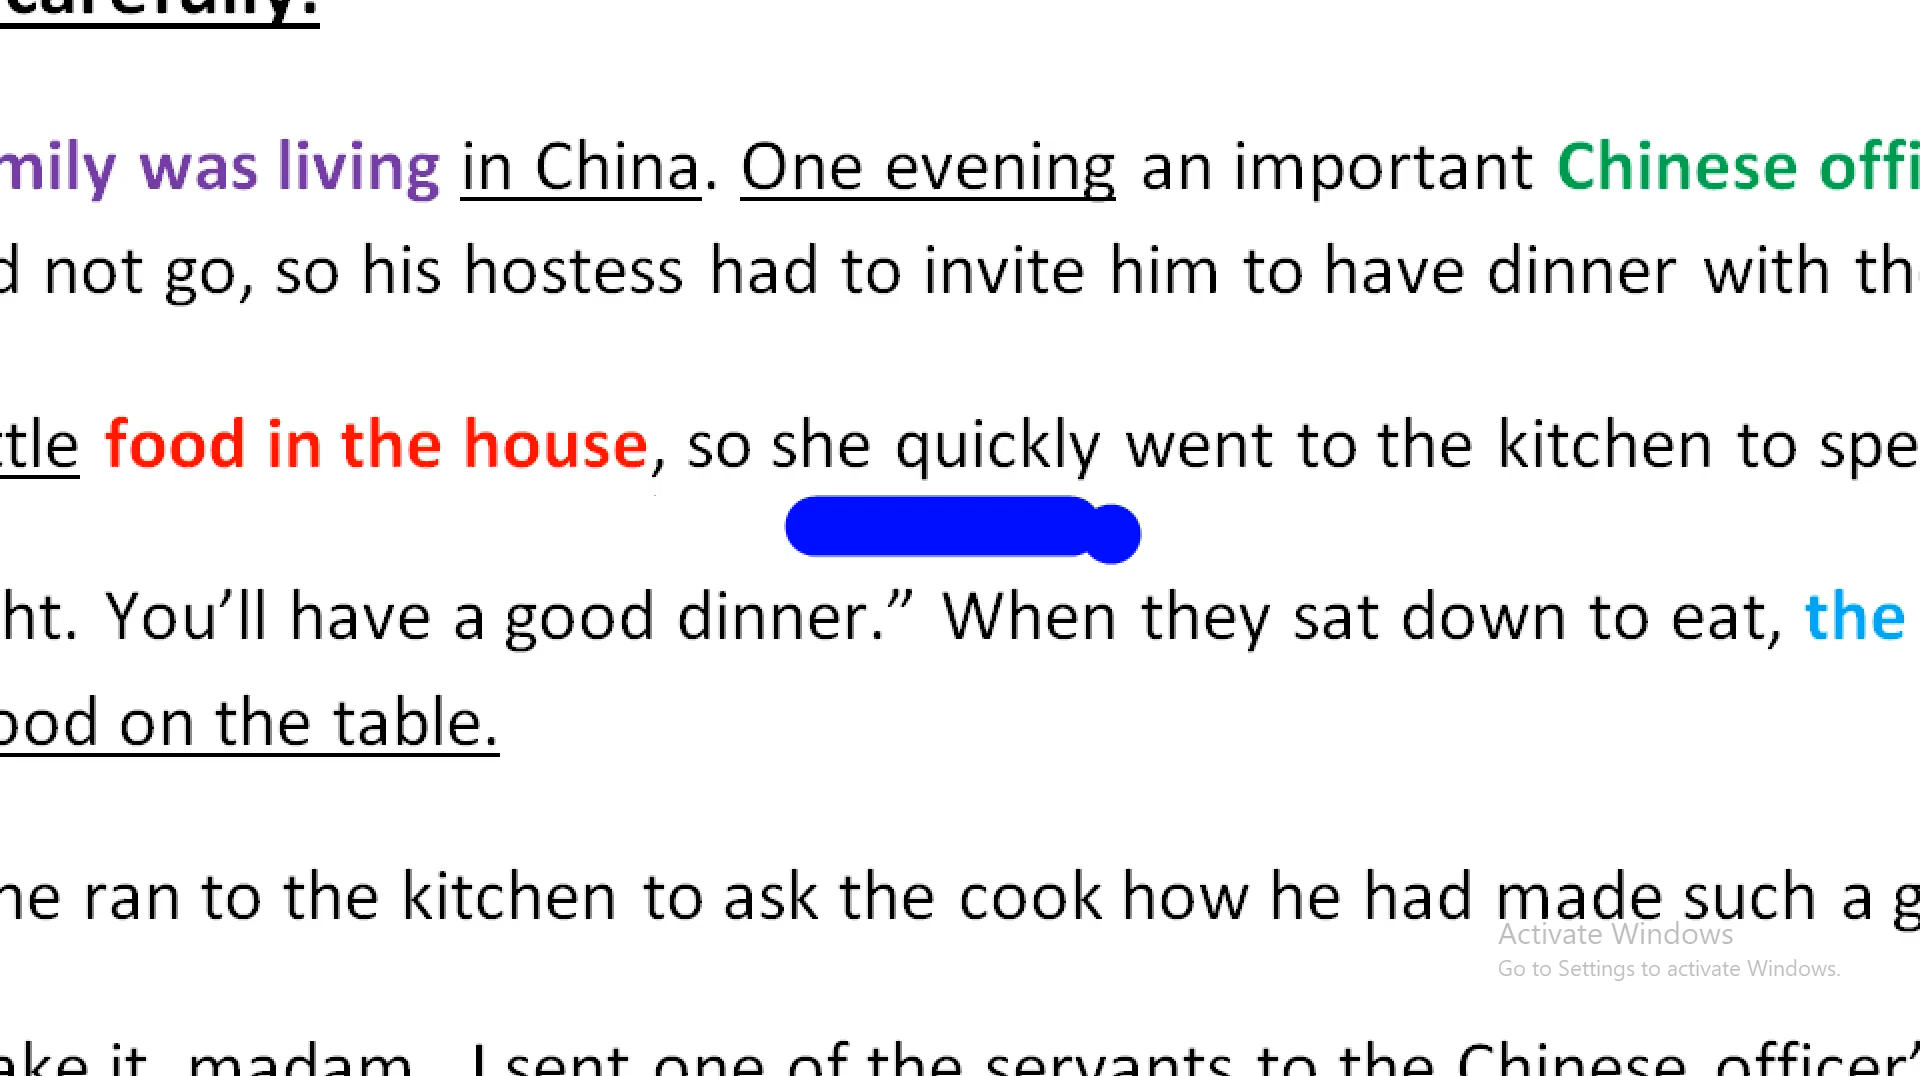 carefully.
mily was living in China. One evening an important Chinese offi
d not go, so his hostess had to invite him to have dinner with th
ttle food in the house, so she quickly went to the kitchen to spe
ht. You’ll have a good dinner.” When they sat down to eat, the
ood on the table.
he ran to the kitchen to ask the cook how he had made such a g
Activate Windows
Go to Settings to activate Windows.
ake it, madam. I sent one of the servants to the Chinese officer’